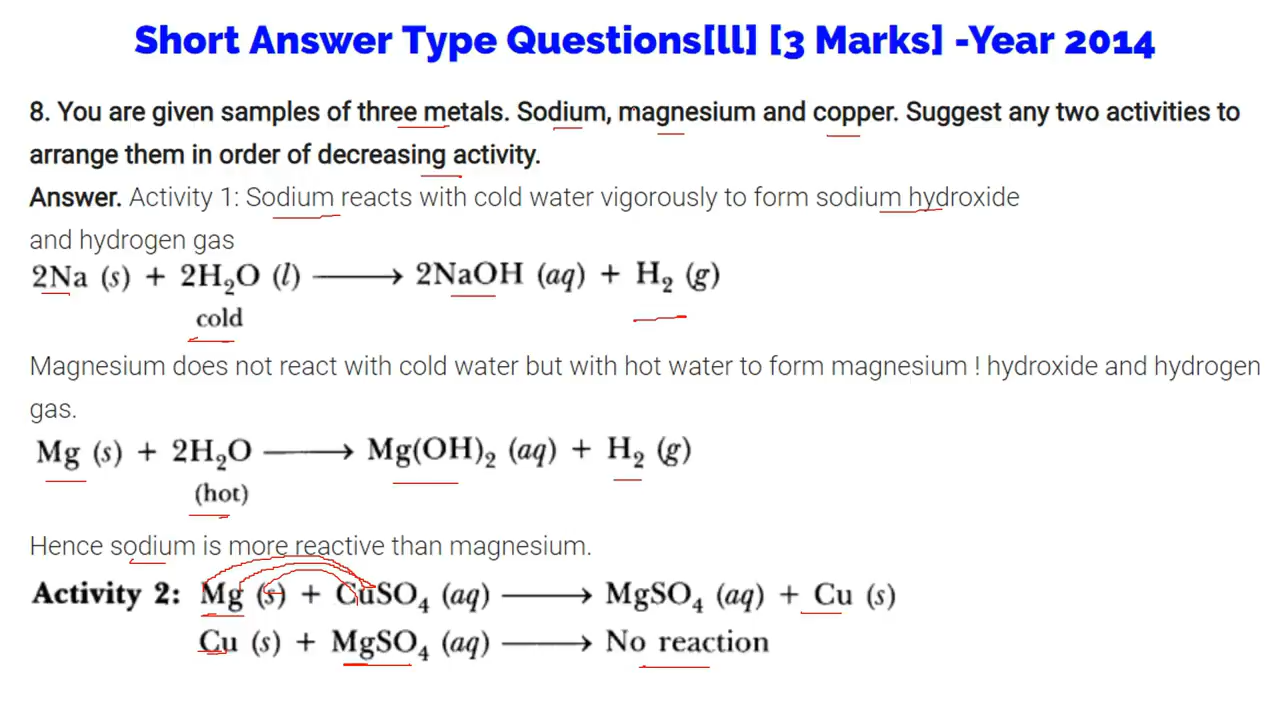 Short Answer Type Questions[ll] [3 Marks] -Year 2014
8. You are given samples of three metals. Sodium, magnesium and copper. Suggest any two activities to
arrange them in order of decreasing activity.
Answer. Activity 1: Sodium reacts with cold water vigorously to form sodium hydroxide
and hydrogen gas
2Na (s) + 2H₂O (l) ⟶ 2NaOH (aq) + H₂ (g)
cold
Magnesium does not react with cold water but with hot water to form magnesium ! hydroxide and hydrogen
gas.
Mg (s) + 2H₂O ⟶ Mg(OH)₂ (aq) + H₂ (g)
(hot)
Hence sodium is more reactive than magnesium.
Activity 2: Mg (s) + CuSO₄ (aq) ⟶ MgSO₄ (aq) + Cu (s)
Cu (s) + MgSO₄ (aq) ⟶ No reaction